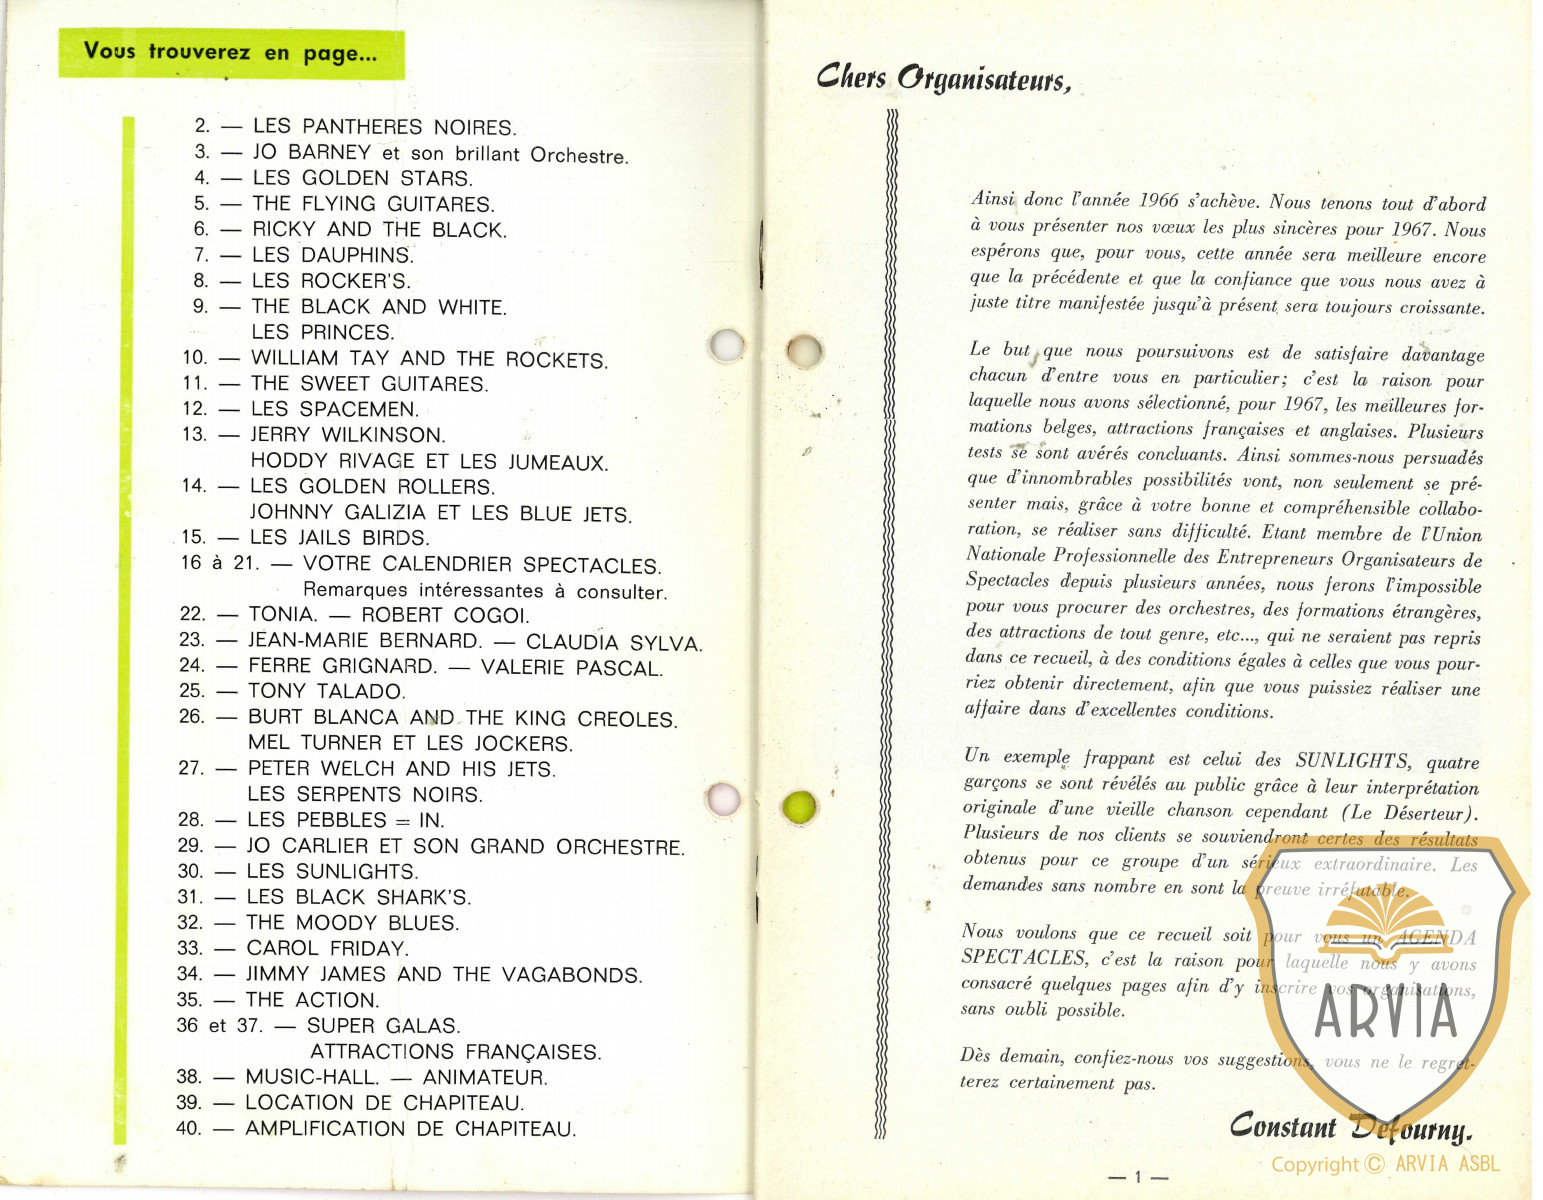 Vous trouverez en page...
2. — LES PANTHERES NOIRES.
3. — JO BARNEY et son brillant Orchestre.
4. — LES GOLDEN STARS.
5. — THE FLYING GUITARES.
6. — RICKY AND THE BLACK.
7. — LES DAUPHINS.
8. — LES ROCKER'S.
9. — THE BLACK AND WHITE.
LES PRINCES.
10. — WILLIAM TAY AND THE ROCKETS.
11. — THE SWEET GUITARES.
12. — LES SPACEMEN.
13. — JERRY WILKINSON.
HODDY RIVAGE ET LES JUMEAUX.
14. — LES GOLDEN ROLLERS.
JOHNNY GALIZIA ET LES BLUE JETS.
15. — LES JAILS BIRDS.
16 à 21. — VOTRE CALENDRIER SPECTACLES.
Remarques intéressantes à consulter.
22. — TONIA. — ROBERT COGOI.
23. — JEAN-MARIE BERNARD. — CLAUDIA SYLVA.
24. — FERRE GRIGNARD. — VALERIE PASCAL.
25. — TONY TALADO.
26. — BURT BLANCA AND THE KING CREOLES.
MEL TURNER ET LES JOCKERS.
27. — PETER WELCH AND HIS JETS.
LES SERPENTS NOIRS.
28. — LES PEBBLES = IN.
29. — JO CARLIER ET SON GRAND ORCHESTRE.
30. — LES SUNLIGHTS.
31. — LES BLACK SHARK'S.
32. — THE MOODY BLUES.
33. — CAROL FRIDAY.
34. — JIMMY JAMES AND THE VAGABONDS.
35. — THE ACTION.
36 et 37. — SUPER GALAS.
ATTRACTIONS FRANÇAISES.
38. — MUSIC-HALL. — ANIMATEUR.
39. — LOCATION DE CHAPITEAU.
40. — AMPLIFICATION DE CHAPITEAU.
Chers Organisateurs,
Ainsi donc l'année 1966 s'achève. Nous tenons tout d'abord
à vous présenter nos vœux les plus sincères pour 1967. Nous
espérons que, pour vous, cette année sera meilleure encore
que la précédente et que la confiance que vous nous avez à
juste titre manifestée jusqu'à présent sera toujours croissante.
Le but que nous poursuivons est de satisfaire davantage
chacun d'entre vous en particulier; c'est la raison pour
laquelle nous avons sélectionné, pour 1967, les meilleures for-
mations belges, attractions françaises et anglaises. Plusieurs
tests se sont avérés concluants. Ainsi sommes-nous persuadés
que d'innombrables possibilités vont, non seulement se pré-
senter mais, grâce à votre bonne et compréhensible collabo-
ration, se réaliser sans difficulté. Etant membre de l'Union
Nationale Professionnelle des Entrepreneurs Organisateurs de
Spectacles depuis plusieurs années, nous ferons l'impossible
pour vous procurer des orchestres, des formations étrangères,
des attractions de tout genre, etc..., qui ne seraient pas repris
dans ce recueil, à des conditions égales à celles que vous pour-
riez obtenir directement, afin que vous puissiez réaliser une
affaire dans d'excellentes conditions.
Un exemple frappant est celui des SUNLIGHTS, quatre
garçons se sont révélés au public grâce à leur interprétation
originale d'une vieille chanson cependant (Le Déserteur).
Plusieurs de nos clients se souviendront certes des résultats
obtenus pour ce groupe d'un sérieux extraordinaire. Les
demandes sans nombre en sont la preuve irréfutable.
Nous voulons que ce recueil soit pour vous un AGENDA
SPECTACLES, c'est la raison pour laquelle nous y avons
consacré quelques pages afin d'y inscrire vos organisations,
sans oubli possible.
Dès demain, confiez-nous vos suggestions, vous ne le regret-
terez certainement pas.
Constant Defourny.
— 1 —
ARVIA
Copyright © ARVIA ASBL